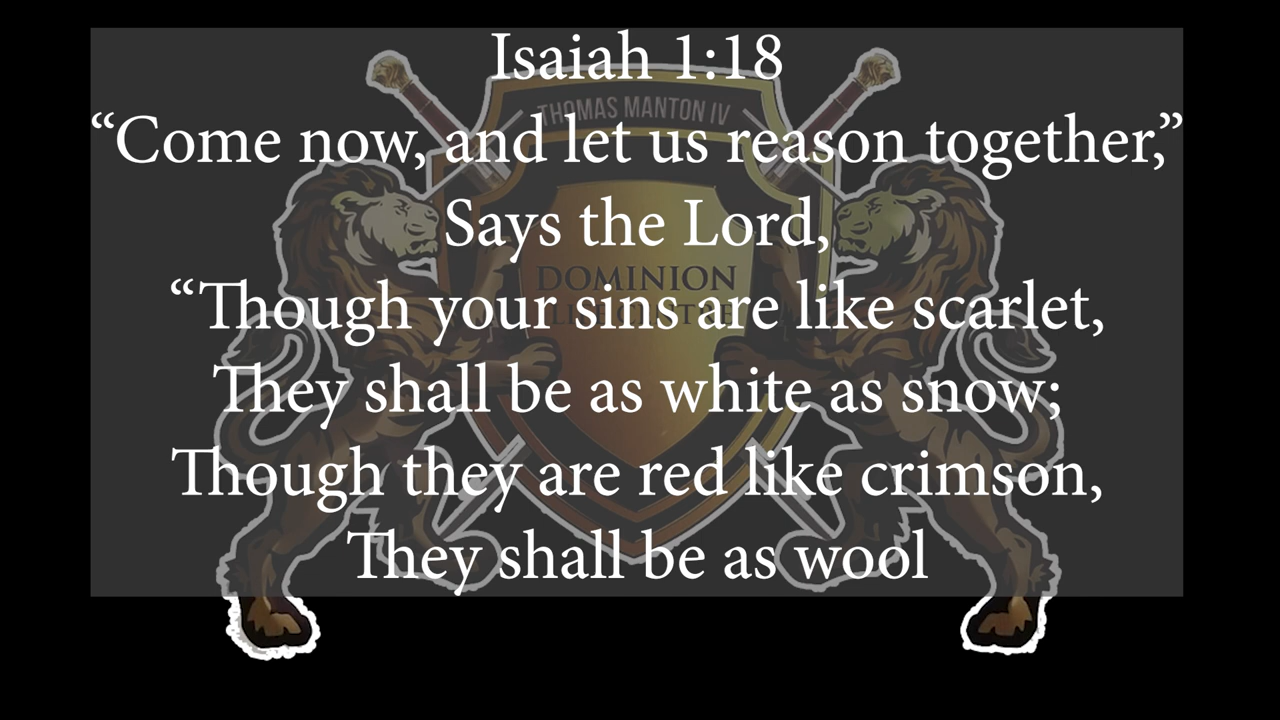 Isaiah 1:18
“Come now, and let us reason together,”
Says the Lord,
“Though your sins are like scarlet,
They shall be as white as snow;
Though they are red like crimson,
They shall be as wool
THOMAS MANTON IV
DOMINION